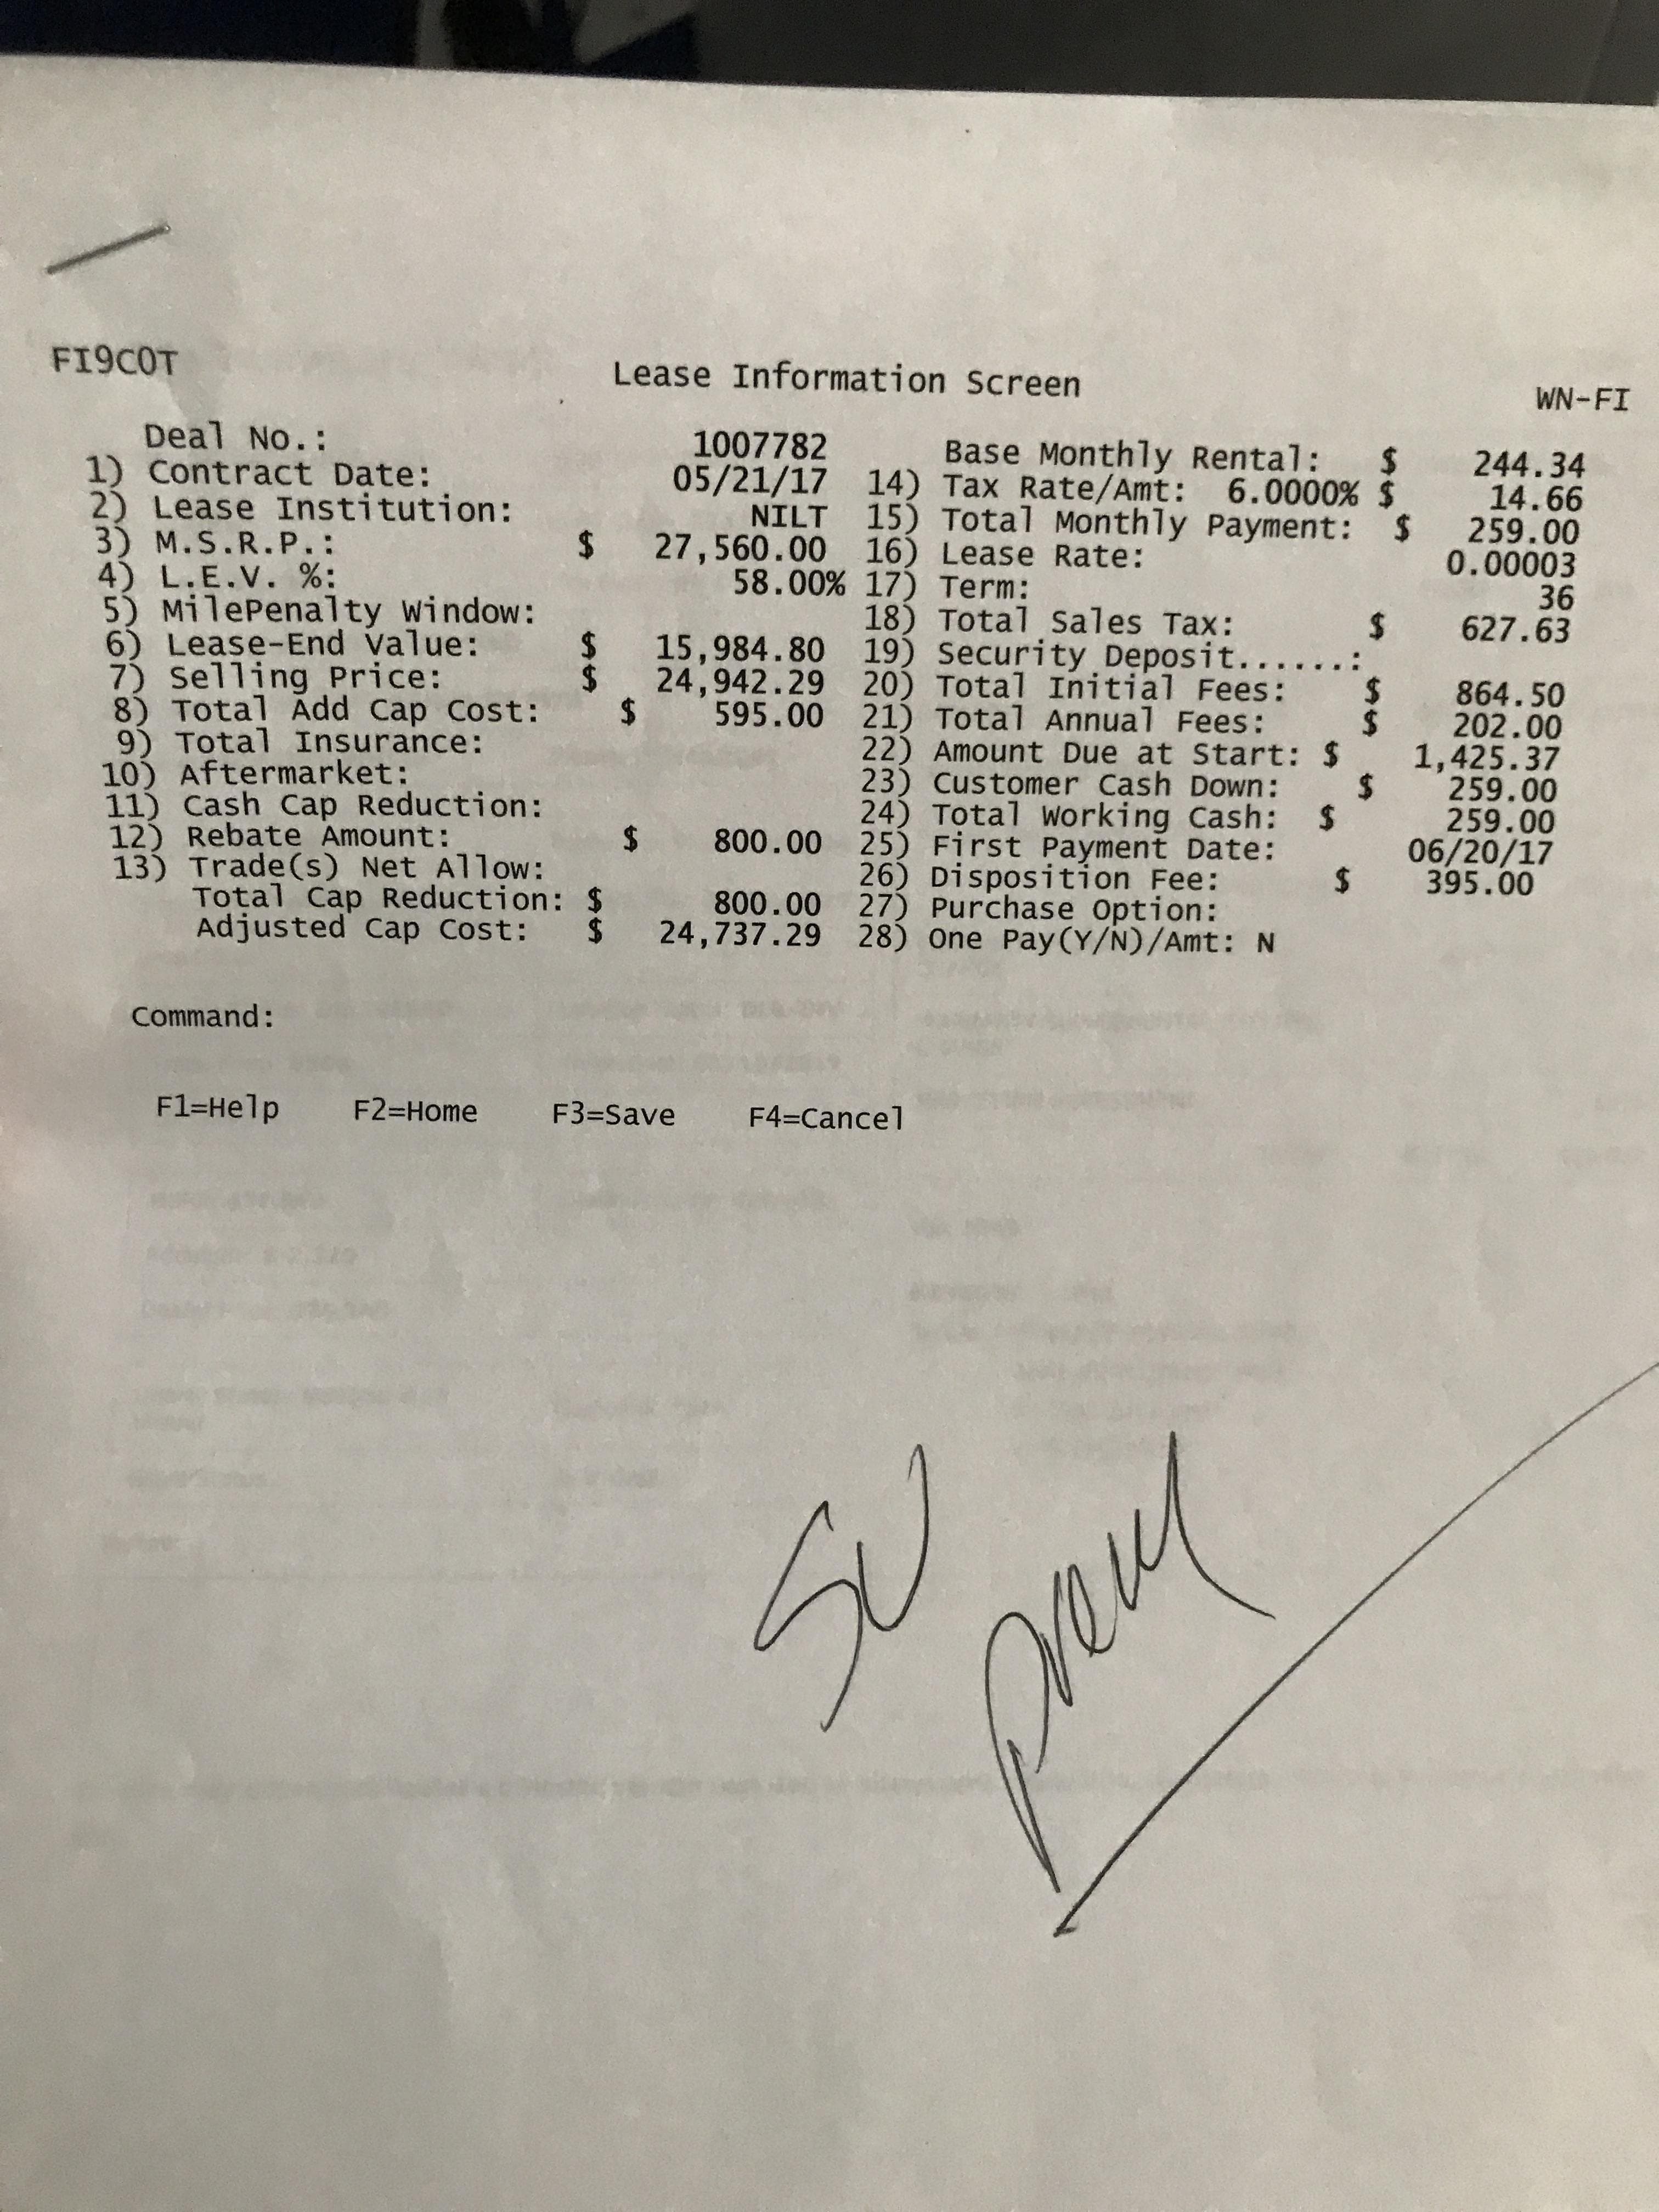 FI9C0T
Lease Information Screen
WN-FI
Deal No.: 1007782
1) Contract Date: 05/21/17
2) Lease Institution: NILT
3) M.S.R.P.: $ 27,560.00
4) L.E.V. %: 58.00%
5) MilePenalty Window:
6) Lease-End Value: $ 15,984.80
7) Selling Price: $ 24,942.29
8) Total Add Cap Cost: $ 595.00
9) Total Insurance:
10) Aftermarket:
11) Cash Cap Reduction:
12) Rebate Amount: $ 800.00
13) Trade(s) Net Allow:
Total Cap Reduction: $ 800.00
Adjusted Cap Cost: $ 24,737.29
Base Monthly Rental: $ 244.34
14) Tax Rate/Amt: 6.0000% $ 14.66
15) Total Monthly Payment: $ 259.00
16) Lease Rate: 0.00003
17) Term: 36
18) Total Sales Tax: $ 627.63
19) Security Deposit......:
20) Total Initial Fees: $ 864.50
21) Total Annual Fees: $ 202.00
22) Amount Due at Start: $ 1,425.37
23) Customer Cash Down: $ 259.00
24) Total Working Cash: $ 259.00
25) First Payment Date: 06/20/17
26) Disposition Fee: $ 395.00
27) Purchase Option:
28) One Pay(Y/N)/Amt: N
Command:
F1=Help F2=Home F3=Save F4=Cancel